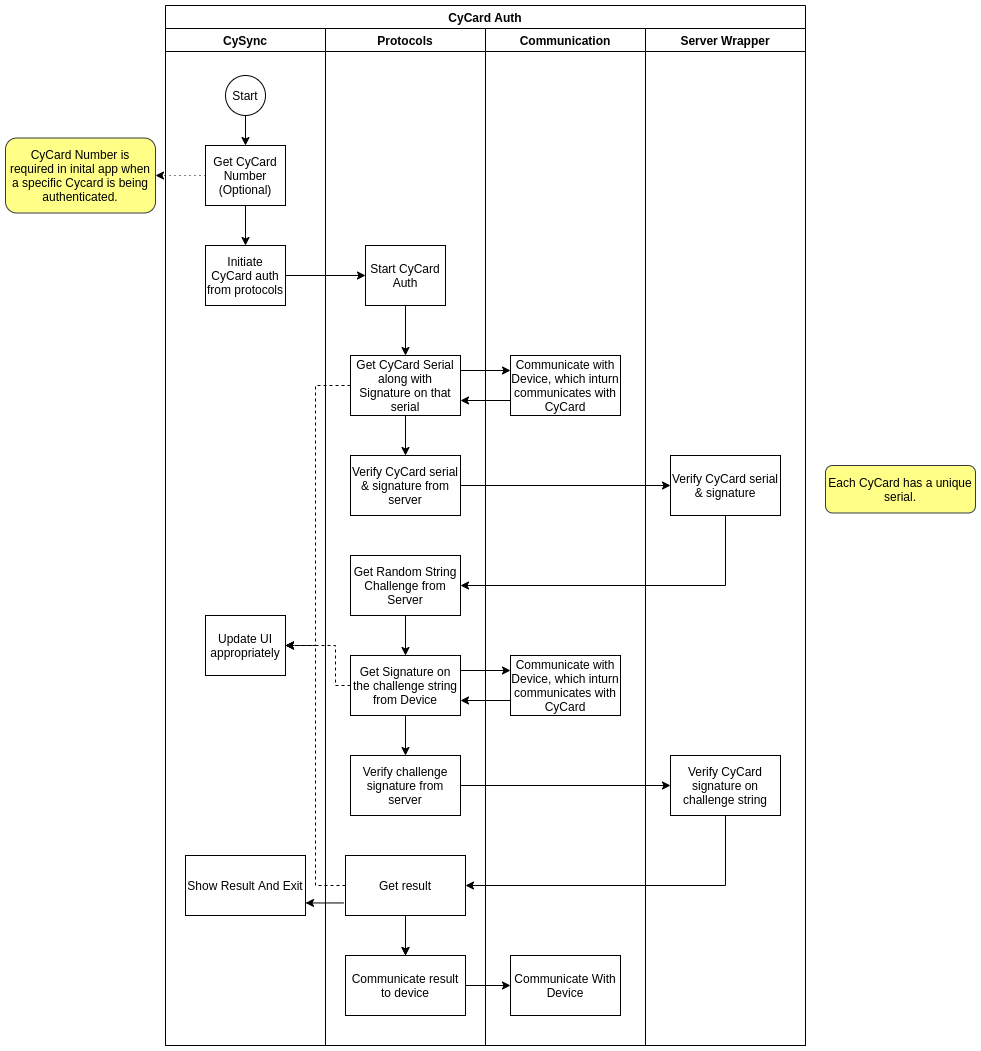 CyCard Auth
CySync
Protocols
Communication
Server Wrapper
Start
CyCard Number is
required in inital app when
a specific Cycard is being
authenticated.
Get CyCard
Number
(Optional)
Initiate
CyCard auth
from protocols
Start CyCard
Auth
Get CyCard Serial
along with
Signature on that
serial
Communicate with
Device, which inturn
communicates with
CyCard
Verify CyCard serial
& signature from
server
Verify CyCard serial
& signature
Each CyCard has a unique
serial.
Get Random String
Challenge from
Server
Update UI
appropriately
Get Signature on
the challenge string
from Device
Communicate with
Device, which inturn
communicates with
CyCard
Verify challenge
signature from
server
Verify CyCard
signature on
challenge string
Show Result And Exit
Get result
Communicate result
to device
Communicate With
Device